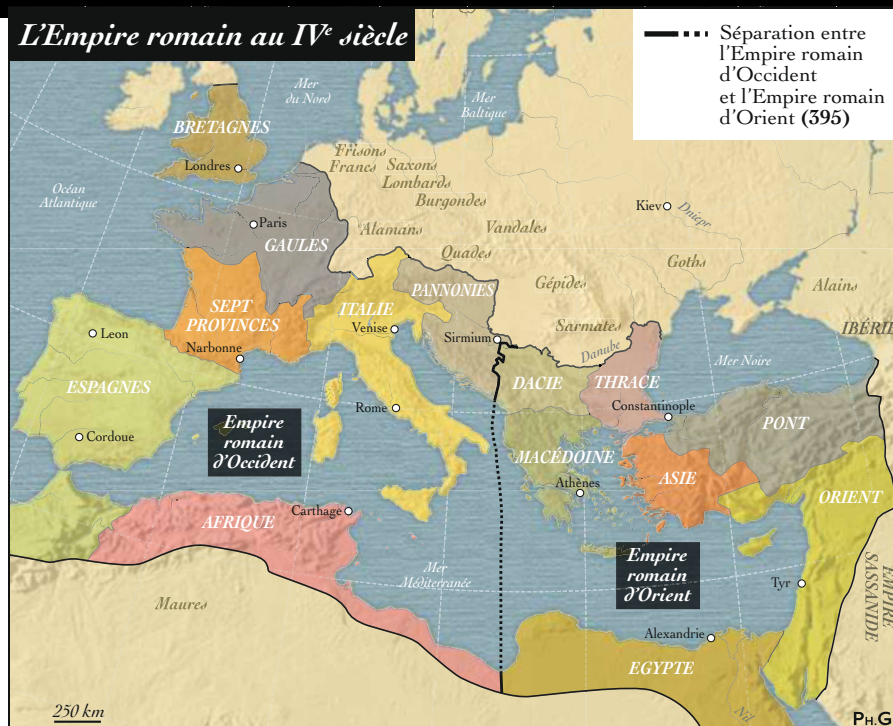 L'Empire romain au IVe siècle
Séparation entre
l'Empire romain
d'Occident
et l'Empire romain
d'Orient (395)
Mer
du Nord
Mer
Baltique
BRETAGNES
Londres
Frisons
Francs
Saxons
Lombards
Burgondes
Océan
Atlantique
Paris
Kiev
Dniepr
GAULES
Alamans
Vandales
Quades
Goths
Gépides
Alains
PANNONIES
SEPT
PROVINCES
ITALIE
Venise
Sirmium
Sarmates
Danube
IBÉRIE
Leon
Narbonne
Mer Noire
ESPAGNES
DACIE
THRACE
Rome
Constantinople
PONT
Cordoue
Empire
romain
d'Occident
MACÉDOINE
Athènes
ASIE
ORIENT
AFRIQUE
Carthage
Empire
romain
d'Orient
Mer
Méditerranée
Tyr
EMPIRE
SASSANIDE
Maures
Alexandrie
EGYPTE
Nil
250 km
PH.G